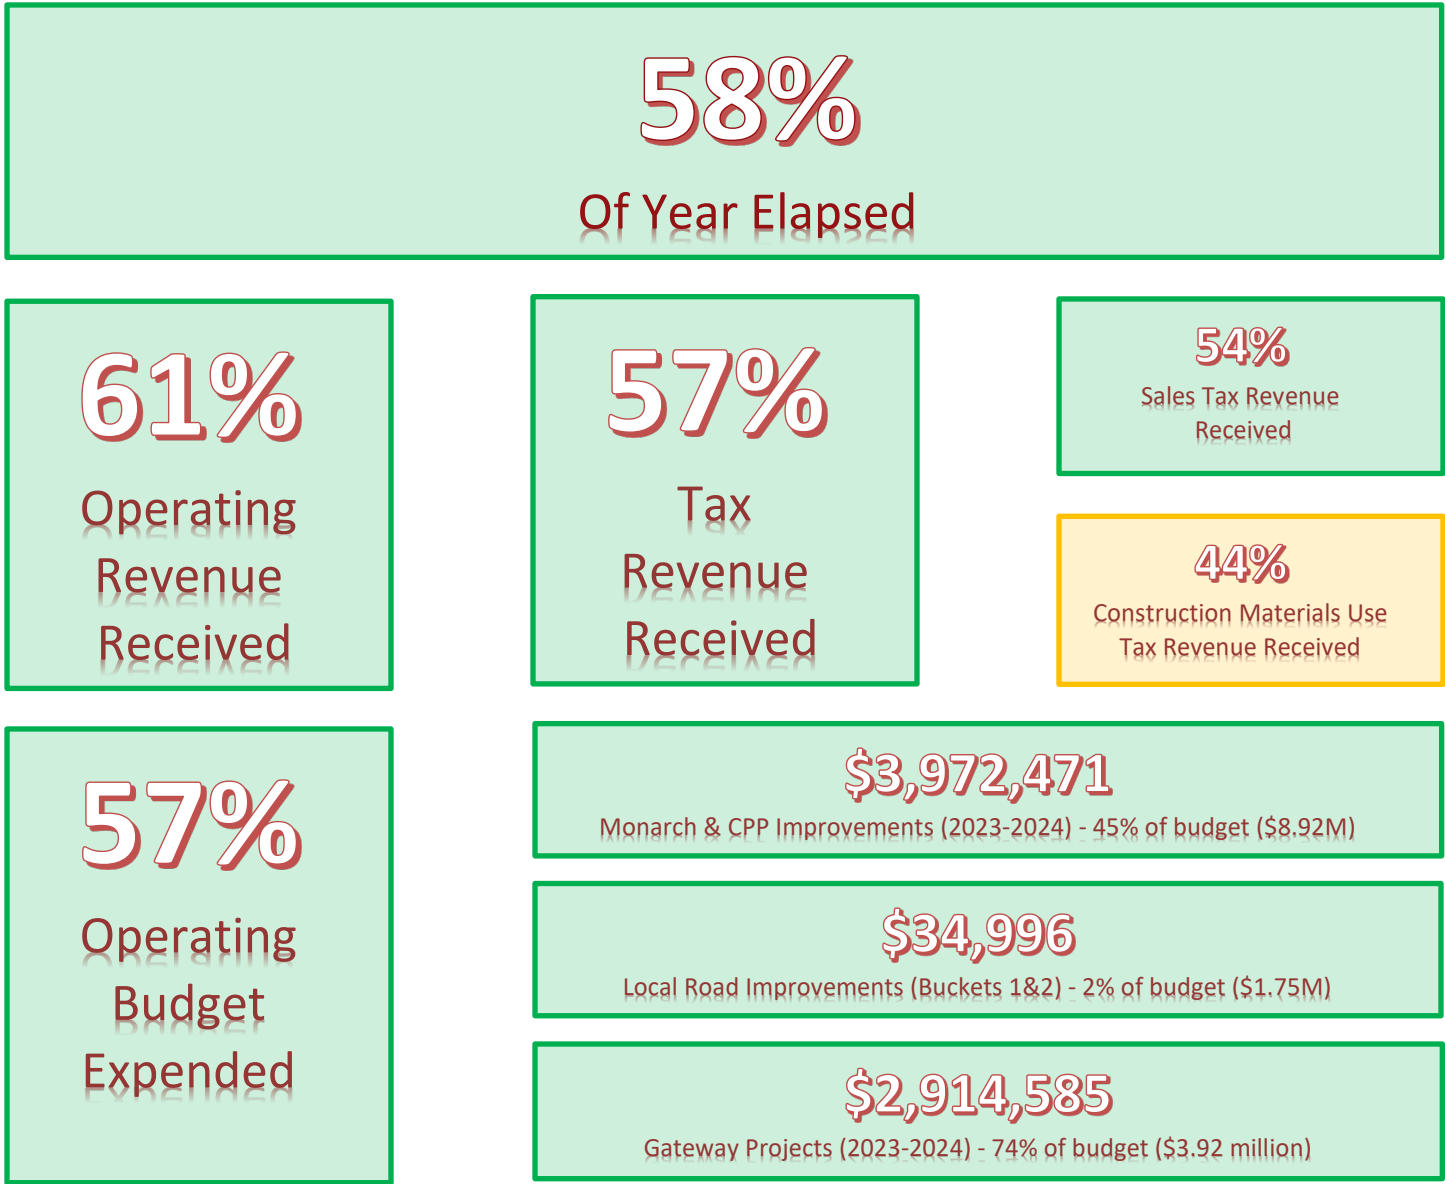 58%
Of Year Elapsed
61%
Operating
Revenue
Received
57%
Tax
Revenue
Received
54%
Sales Tax Revenue
Received
44%
Construction Materials Use
Tax Revenue Received
57%
Operating
Budget
Expended
$3,972,471
Monarch & CPP Improvements (2023-2024) - 45% of budget ($8.92M)
$34,996
Local Road Improvements (Buckets 1&2) - 2% of budget ($1.75M)
$2,914,585
Gateway Projects (2023-2024) - 74% of budget ($3.92 million)